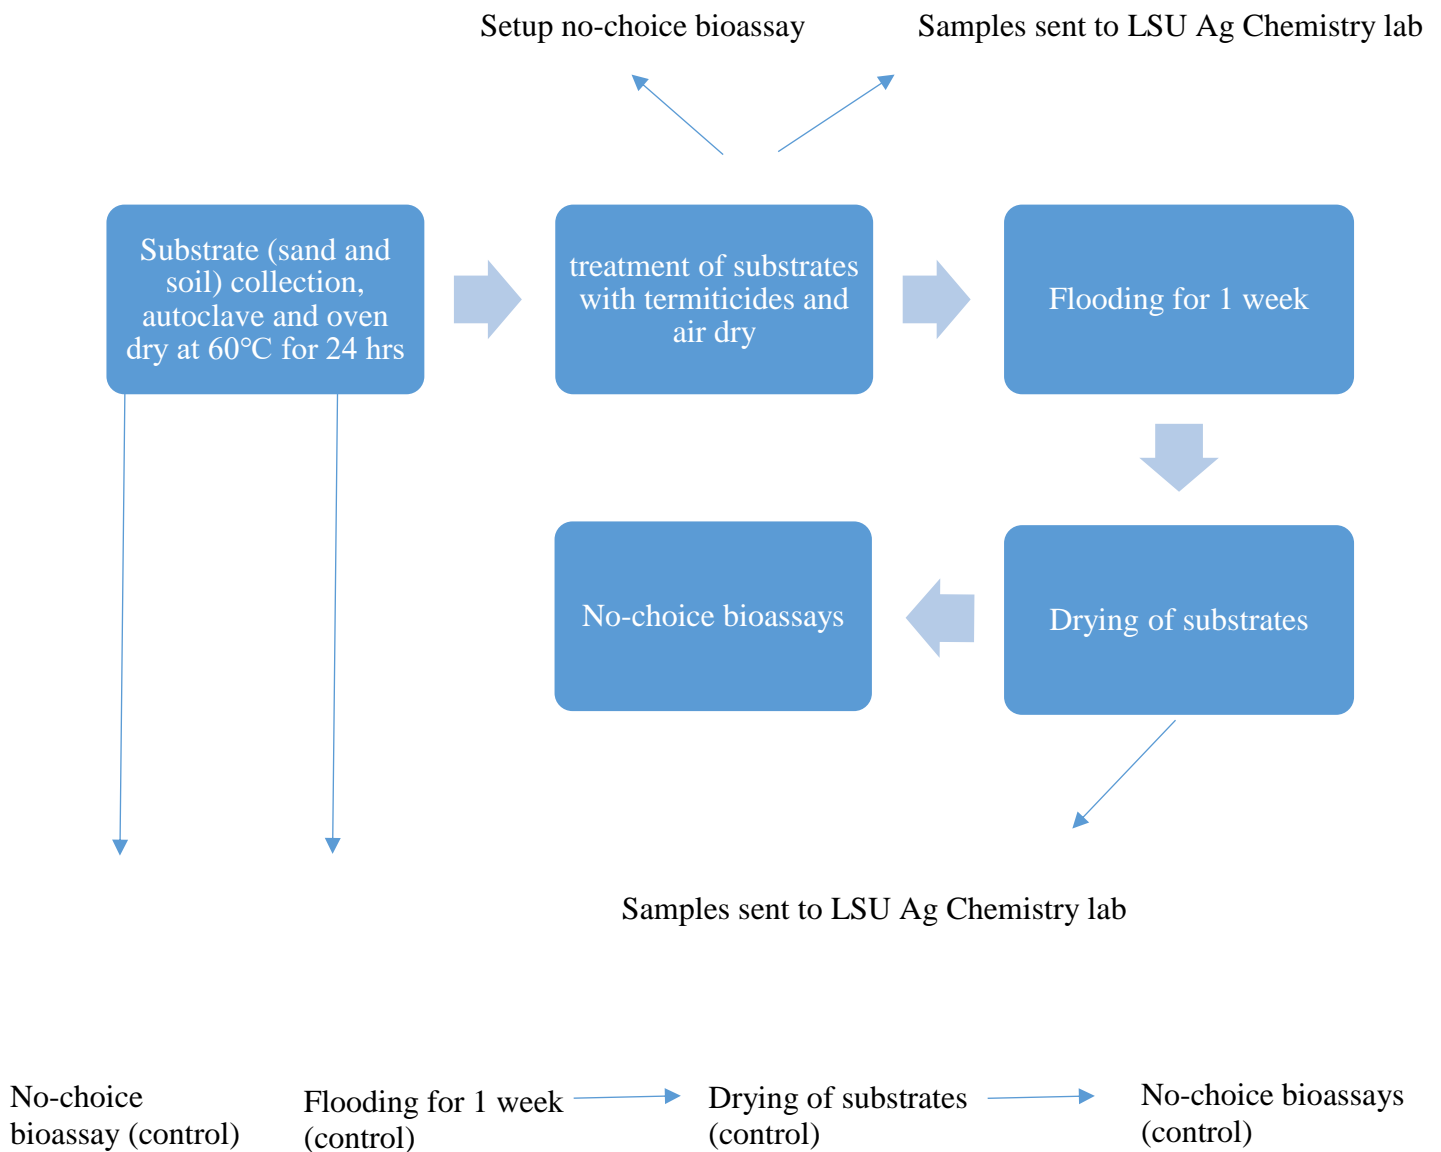 Setup no-choice bioassay
Samples sent to LSU Ag Chemistry lab
Substrate (sand and
soil) collection,
autoclave and oven
dry at 60°C for 24 hrs
treatment of substrates
with termiticides and
air dry
Flooding for 1 week
No-choice bioassays
Drying of substrates
Samples sent to LSU Ag Chemistry lab
No-choice
bioassay (control)
Flooding for 1 week
(control)
Drying of substrates
(control)
No-choice bioassays
(control)